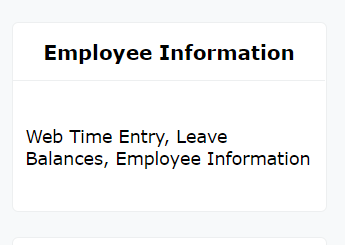 Employee Information
Web Time Entry, Leave
Balances, Employee Information